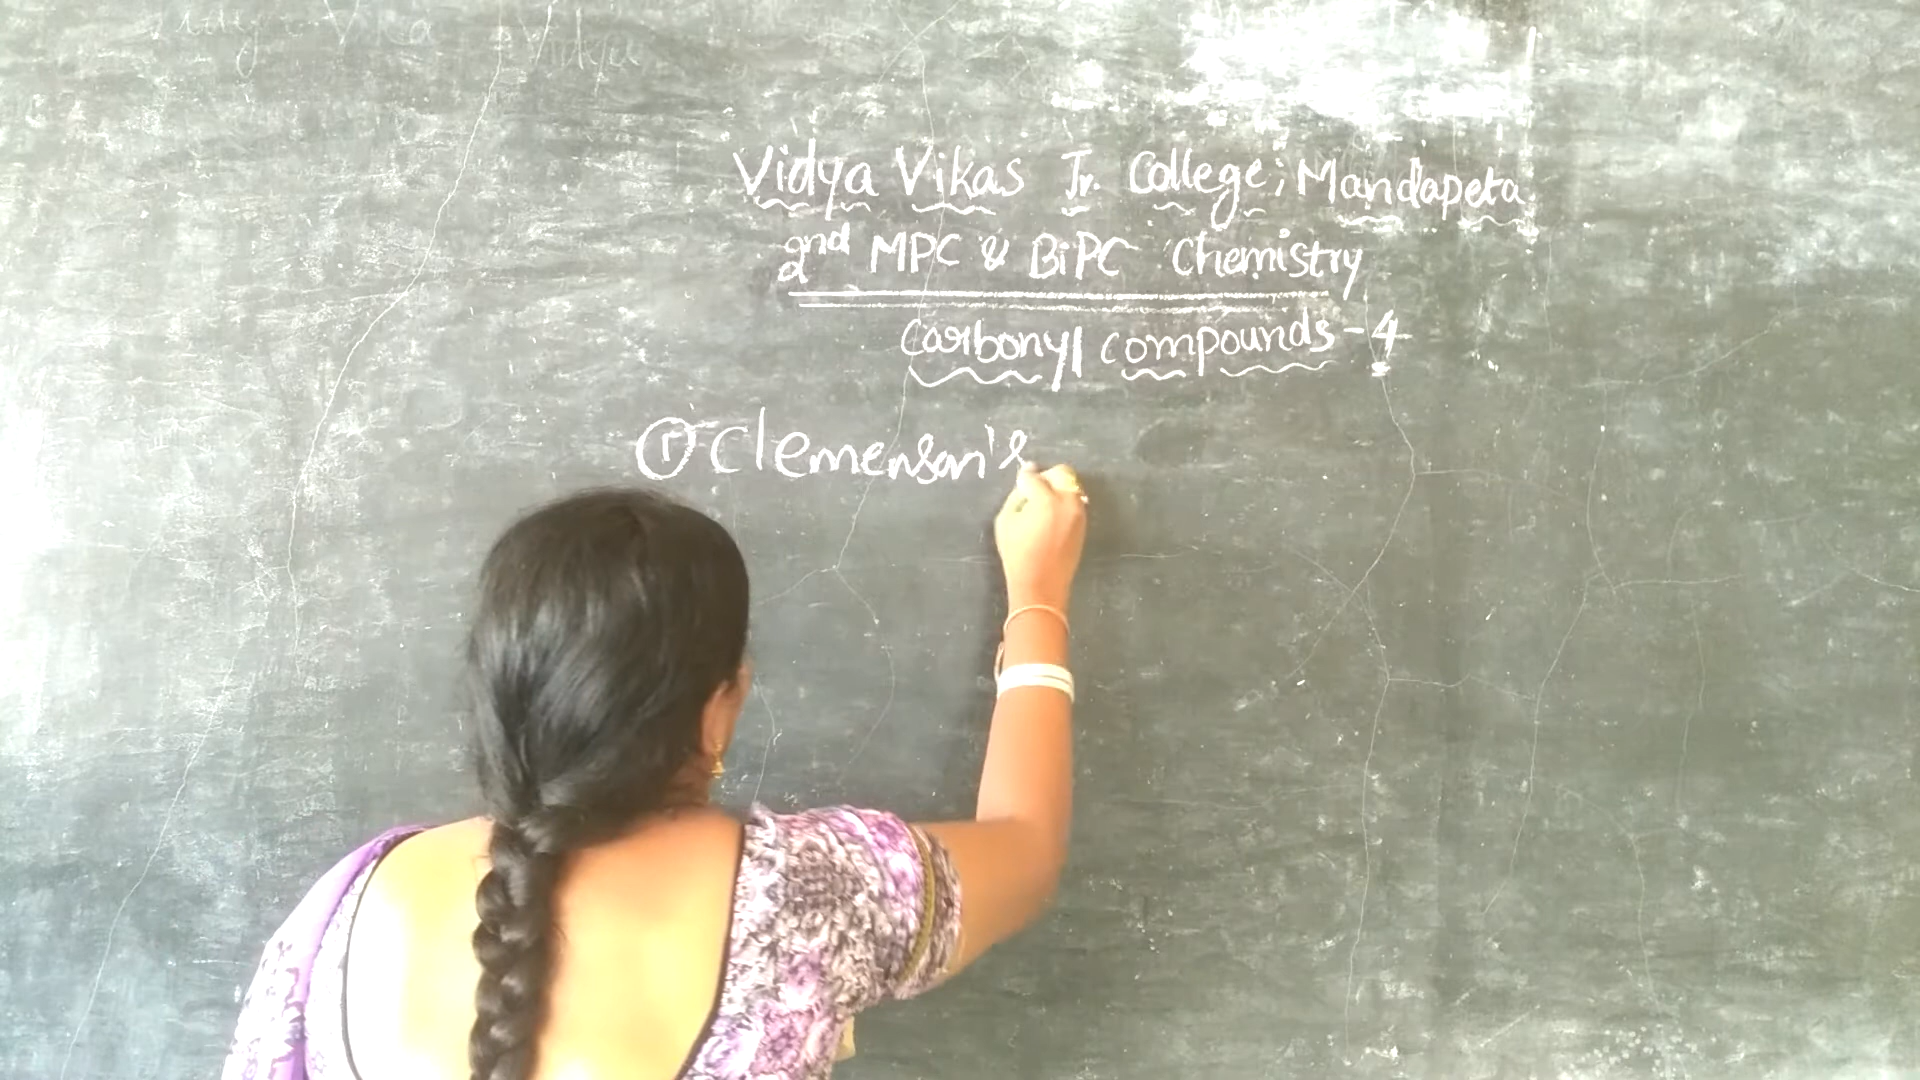 Vidya Vikas Jr. College; Mandapeta
2nd MPC & BiPC Chemistry
Carbonyl compounds - 4
① Clemenson's